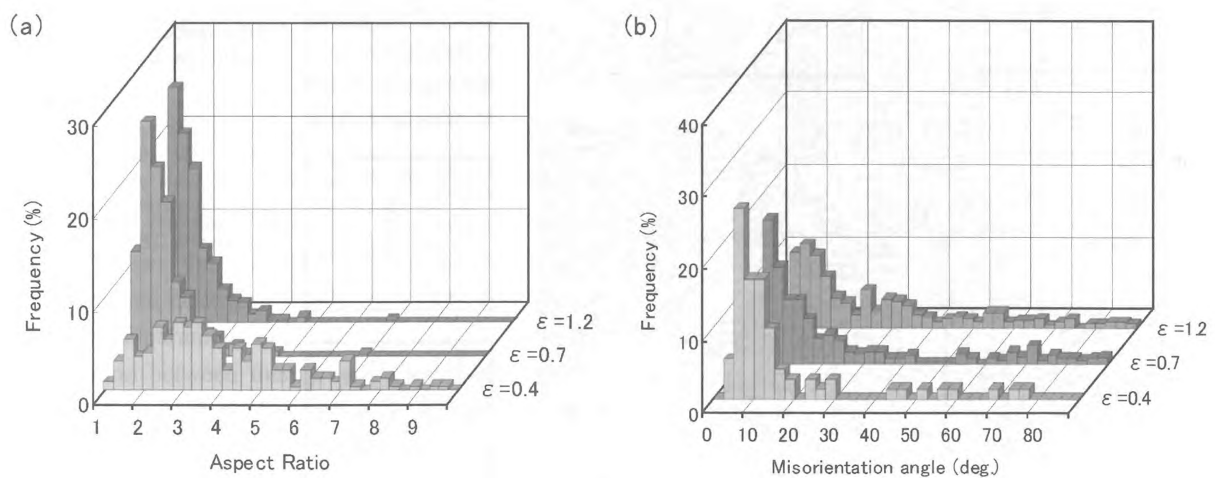 (a)
30
20
10
0
Frequency (%)
1 2 3 4 5 6 7 8 9
Aspect Ratio
ε=1.2
ε=0.7
ε=0.4
(b)
40
30
20
10
0
Frequency (%)
0 10 20 30 40 50 60 70 80
Misorientation angle (deg.)
ε=1.2
ε=0.7
ε=0.4